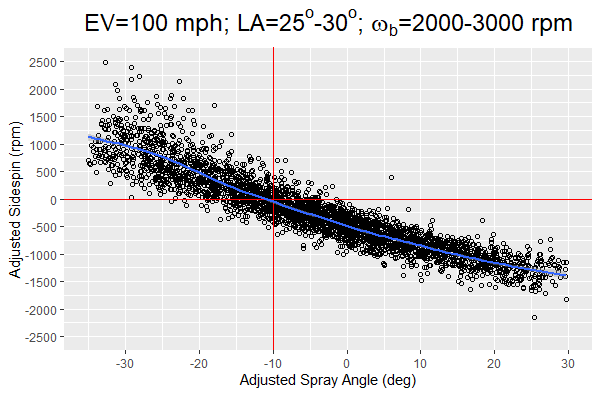 EV=100 mph; LA=25°-30°; ωb=2000-3000 rpm
Adjusted Sidespin (rpm)
2500
2000
1500
1000
500
0
-500
-1000
-1500
-2000
-2500
-30 -20 -10 0 10 20 30
Adjusted Spray Angle (deg)